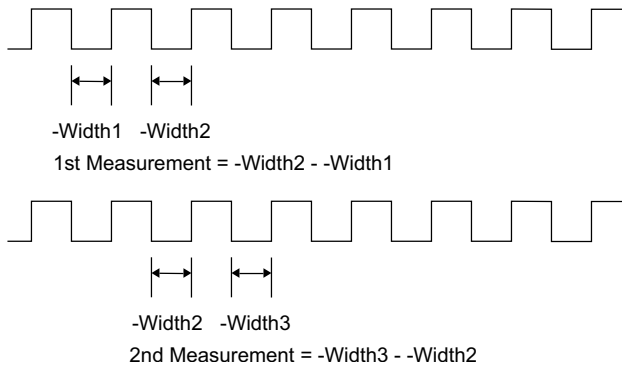 -Width1 -Width2
1st Measurement = -Width2 - -Width1
-Width2 -Width3
2nd Measurement = -Width3 - -Width2